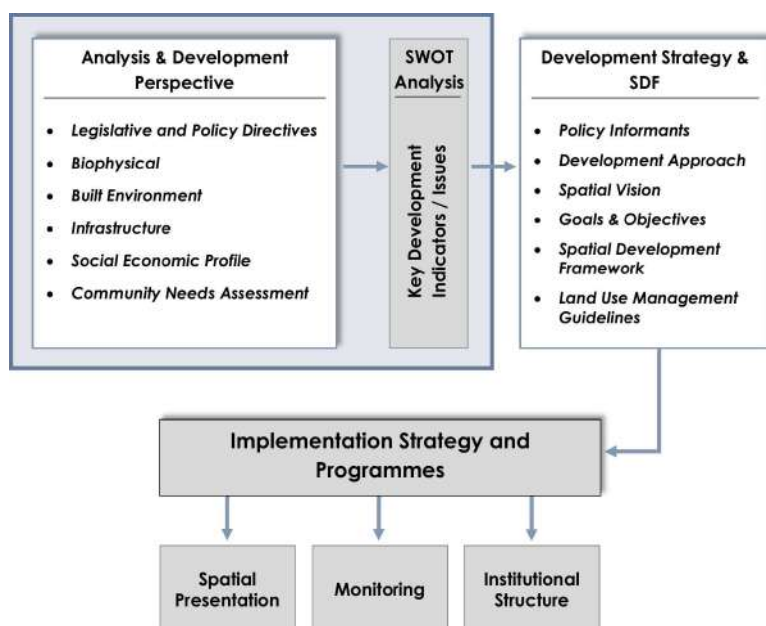 Analysis & Development
Perspective
• Legislative and Policy Directives
• Biophysical
• Built Environment
• Infrastructure
• Social Economic Profile
• Community Needs Assessment
SWOT
Analysis
Key Development
Indicators / Issues
Development Strategy &
SDF
• Policy Informants
• Development Approach
• Spatial Vision
• Goals & Objectives
• Spatial Development
Framework
• Land Use Management
Guidelines
Implementation Strategy and
Programmes
Spatial
Presentation
Monitoring
Institutional
Structure